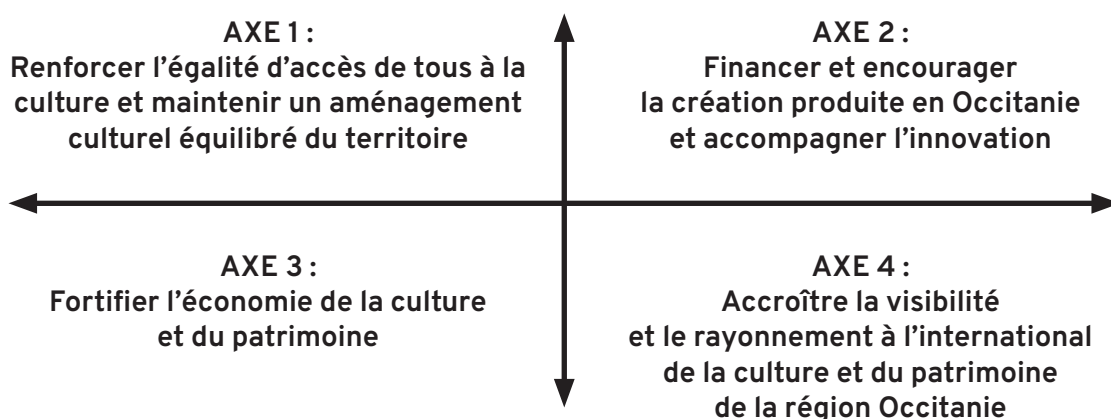 AXE 1 :
Renforcer l’égalité d’accès de tous à la
culture et maintenir un aménagement
culturel équilibré du territoire
AXE 2 :
Financer et encourager
la création produite en Occitanie
et accompagner l’innovation
AXE 3 :
Fortifier l’économie de la culture
et du patrimoine
AXE 4 :
Accroître la visibilité
et le rayonnement à l’international
de la culture et du patrimoine
de la région Occitanie